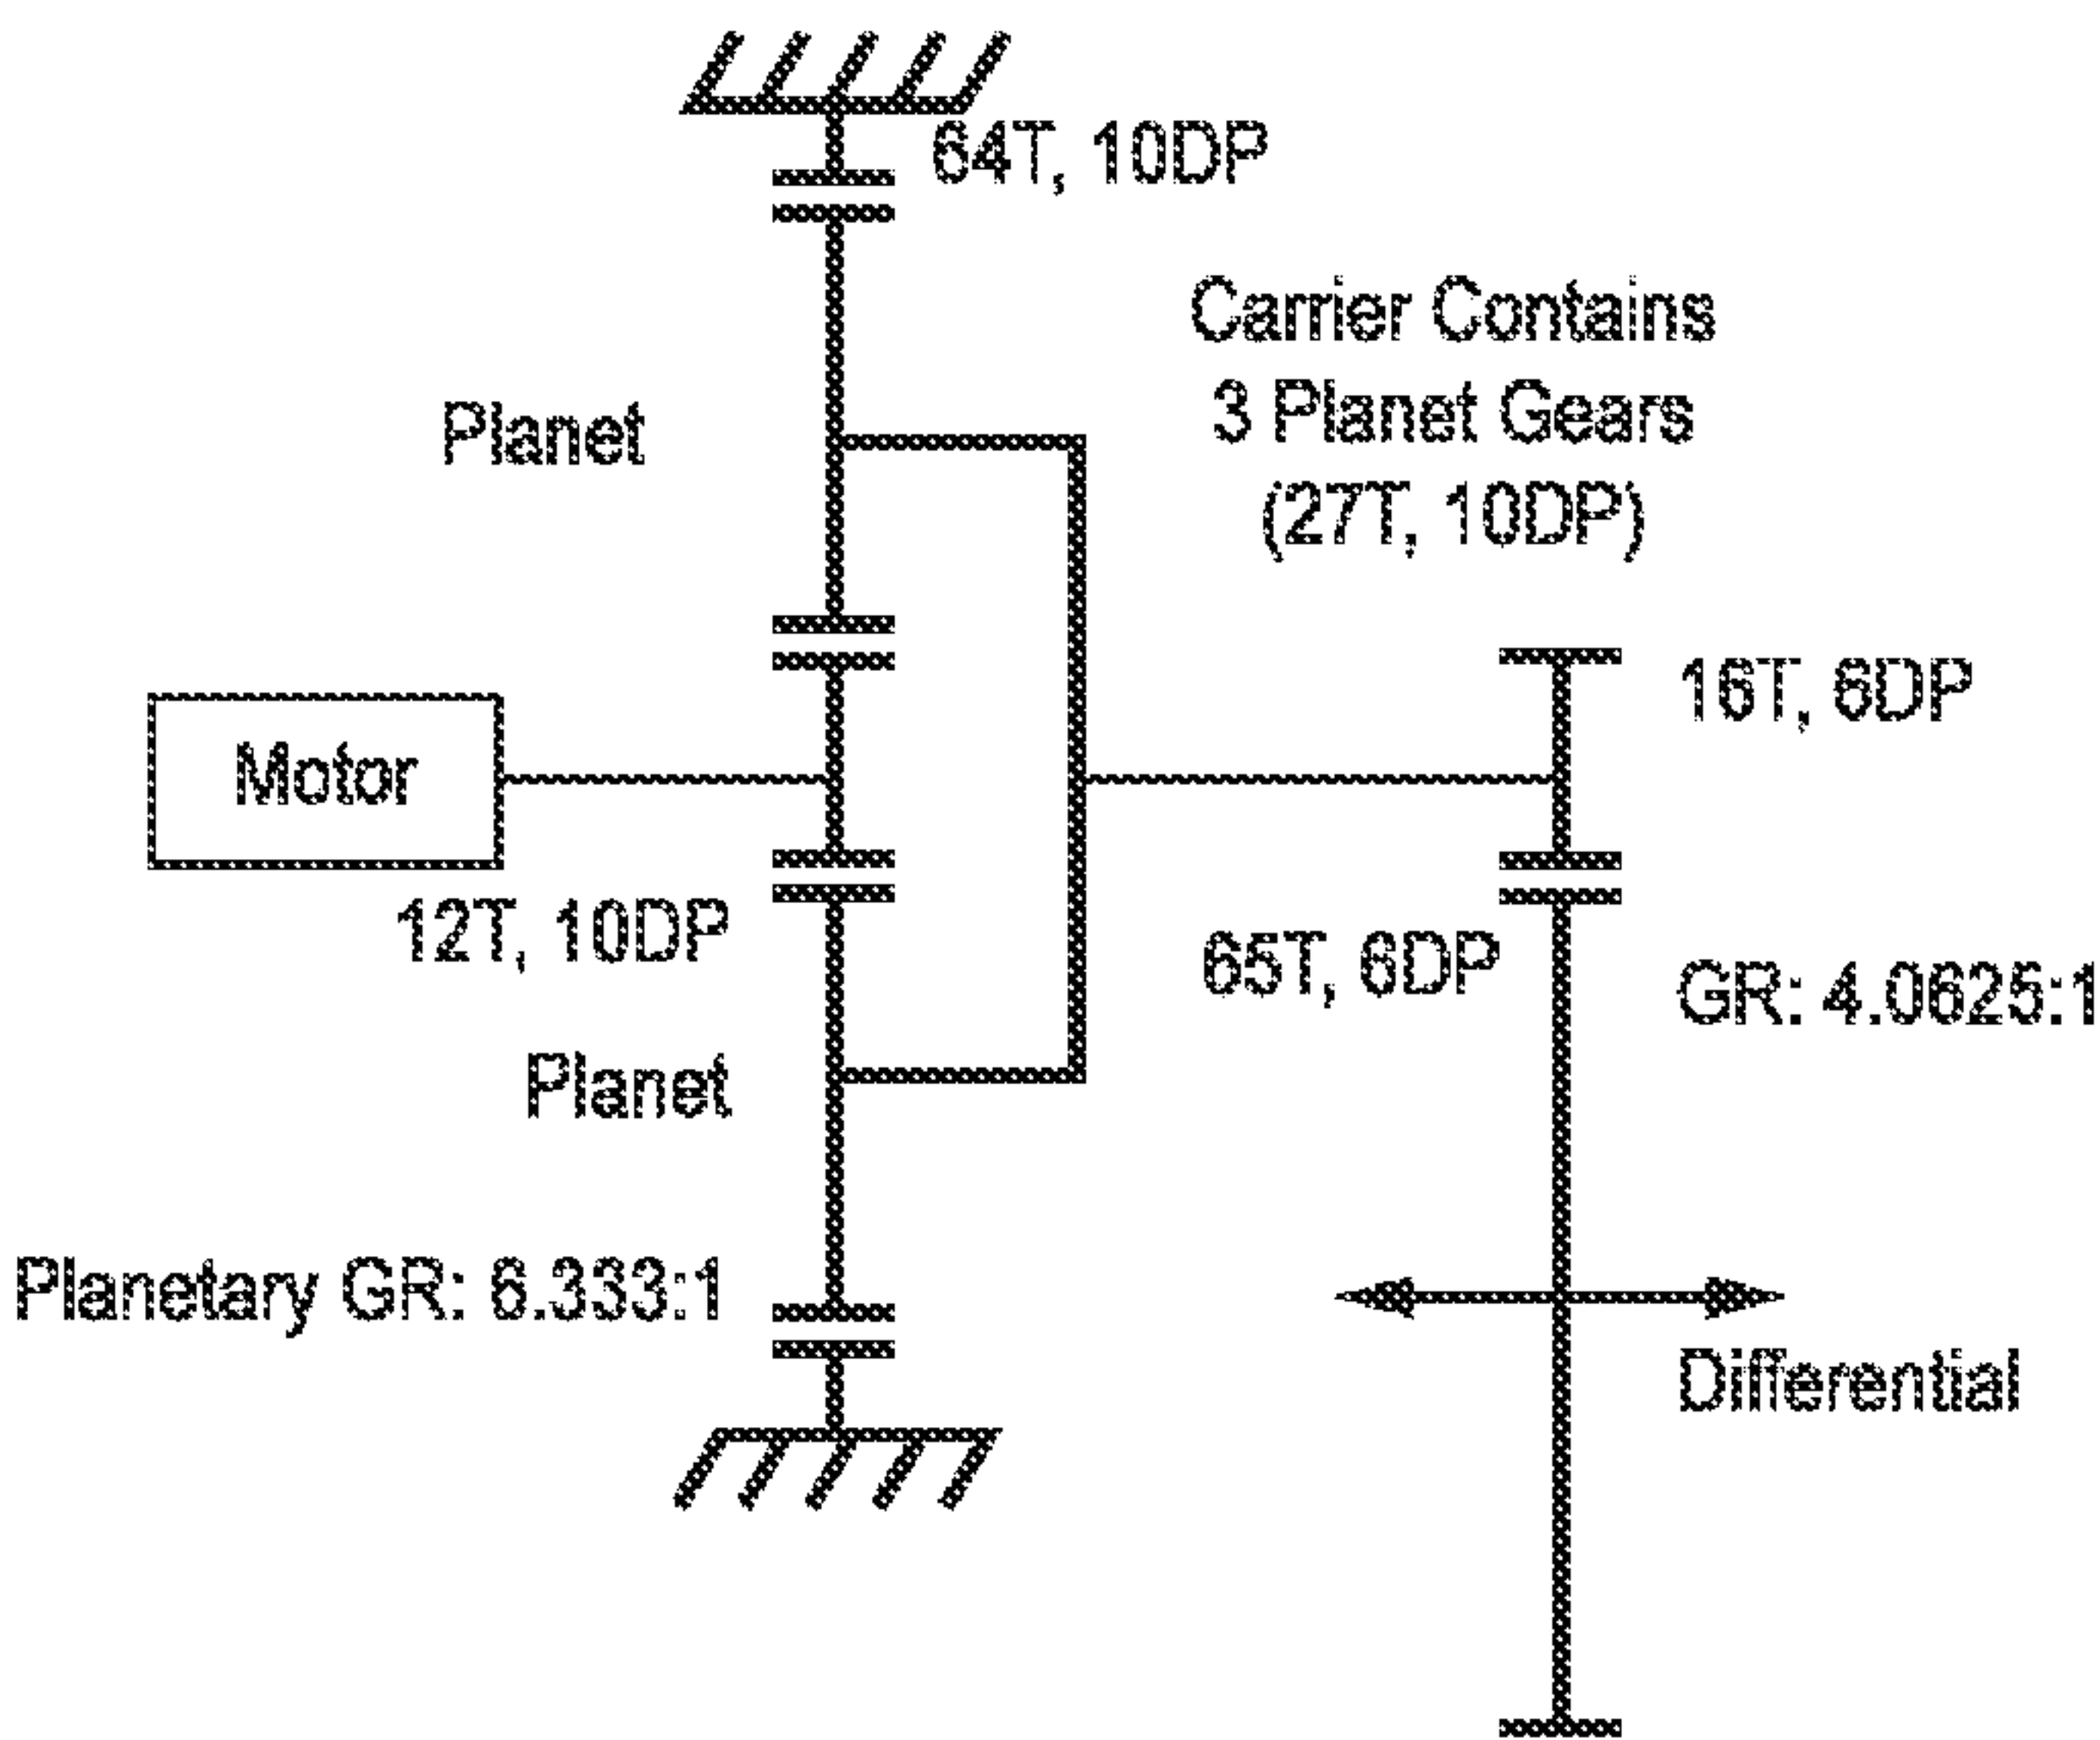 64T, 10DP
Carrier Contains
3 Planet Gears
(27T, 10DP)
Planet
16T, 6DP
Motor
12T, 10DP
65T, 6DP
GR: 4.0625:1
Planet
Planetary GR: 6.333:1
Differential